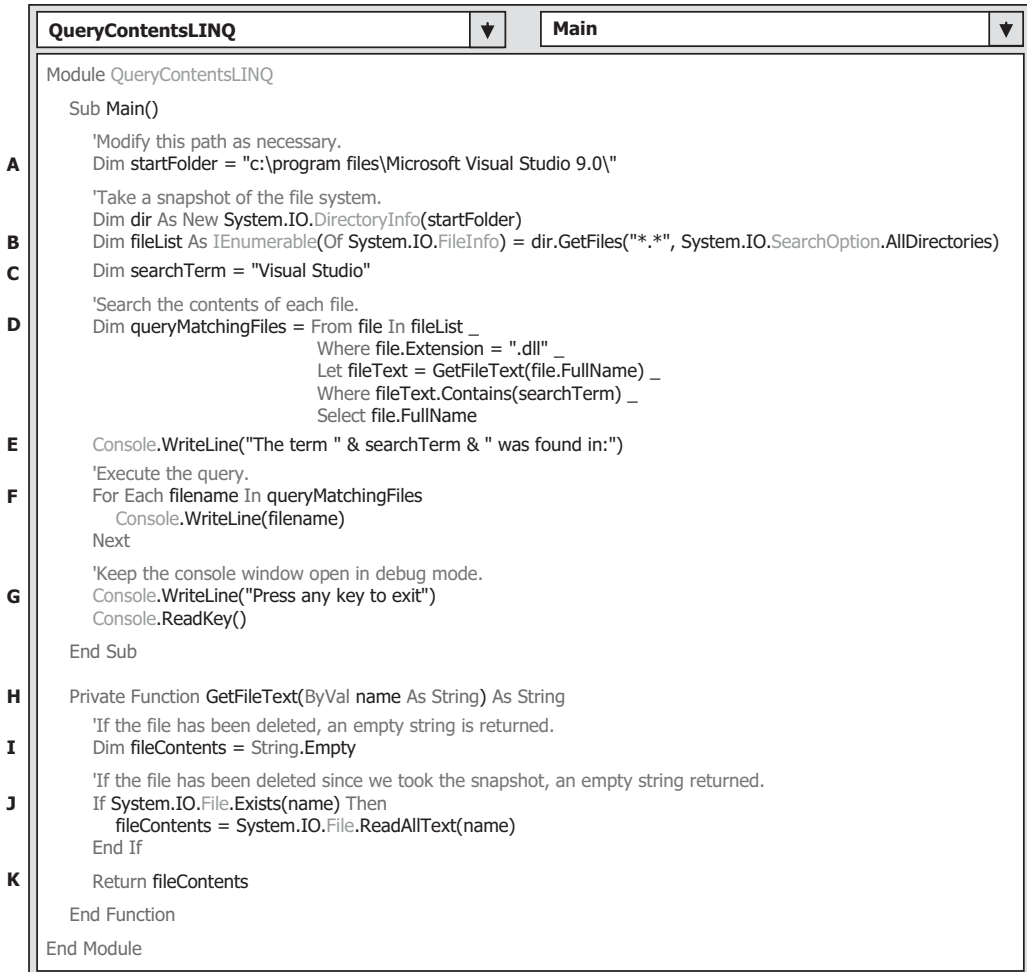 QueryContentsLINQ Main
Module QueryContentsLINQ
Sub Main()
'Modify this path as necessary.
A Dim startFolder = "c:\program files\Microsoft Visual Studio 9.0\"
'Take a snapshot of the file system.
Dim dir As New System.IO.DirectoryInfo(startFolder)
B Dim fileList As IEnumerable(Of System.IO.FileInfo) = dir.GetFiles("*.*", System.IO.SearchOption.AllDirectories)
C Dim searchTerm = "Visual Studio"
'Search the contents of each file.
D Dim queryMatchingFiles = From file In fileList _
Where file.Extension = ".dll" _
Let fileText = GetFileText(file.FullName) _
Where fileText.Contains(searchTerm) _
Select file.FullName
E Console.WriteLine("The term " & searchTerm & " was found in:")
'Execute the query.
F For Each filename In queryMatchingFiles
Console.WriteLine(filename)
Next
'Keep the console window open in debug mode.
G Console.WriteLine("Press any key to exit")
Console.ReadKey()
End Sub
H Private Function GetFileText(ByVal name As String) As String
'If the file has been deleted, an empty string is returned.
I Dim fileContents = String.Empty
'If the file has been deleted since we took the snapshot, an empty string returned.
J If System.IO.File.Exists(name) Then
fileContents = System.IO.File.ReadAllText(name)
End If
K Return fileContents
End Function
End Module